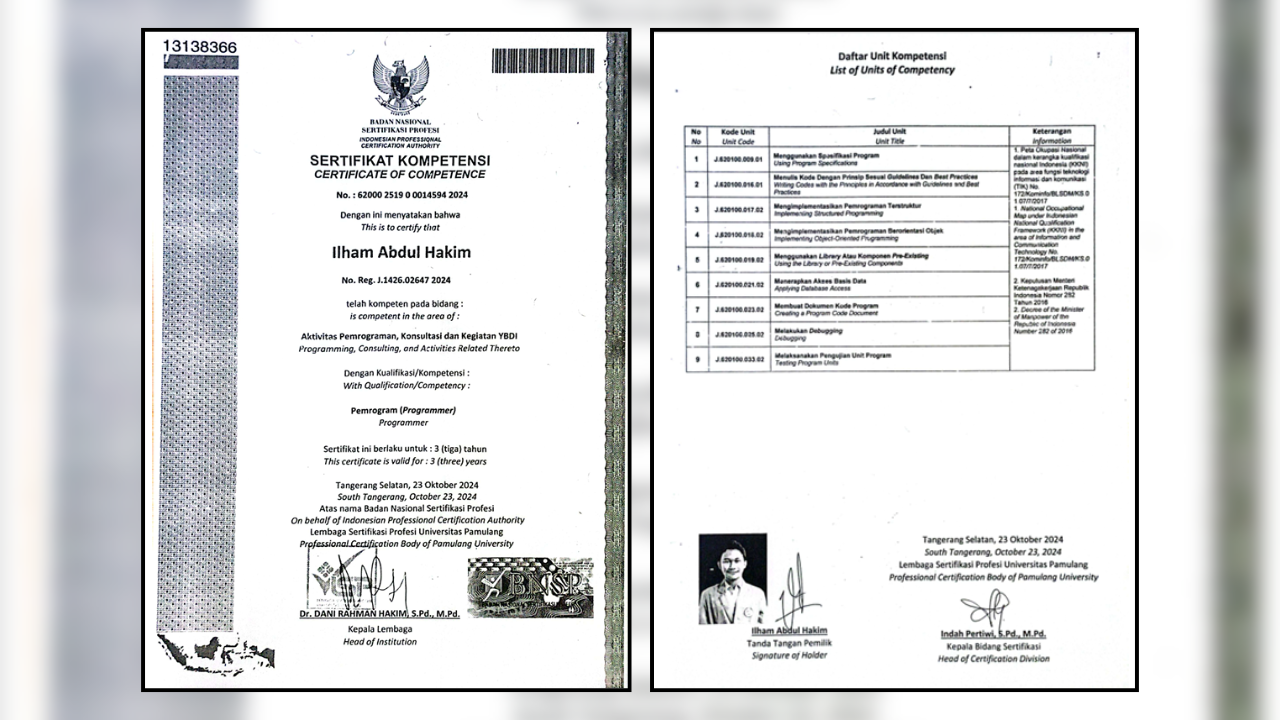 13138366
BADAN NASIONAL
SERTIFIKASI PROFESI
INDONESIAN PROFESSIONAL
CERTIFICATION AUTHORITY
SERTIFIKAT KOMPETENSI
CERTIFICATE OF COMPETENCE
No. : 62000 2519 0 0014594 2024
Dengan ini menyatakan bahwa
This is to certify that
Ilham Abdul Hakim
No. Reg. J.1426.02647 2024
telah kompeten pada bidang :
is competent in the area of :
Aktivitas Pemrograman, Konsultasi dan Kegiatan YBDI
Programming, Consulting, and Activities Related Thereto
Dengan Kualifikasi/Kompetensi :
With Qualification/Competency :
Pemrogram (Programmer)
Programmer
Sertifikat ini berlaku untuk : 3 (tiga) tahun
This certificate is valid for : 3 (three) years
Tangerang Selatan, 23 Oktober 2024
South Tangerang, October 23, 2024
Atas nama Badan Nasional Sertifikasi Profesi
On behalf of Indonesian Professional Certification Authority
Lembaga Sertifikasi Profesi Universitas Pamulang
Professional Certification Body of Pamulang University
BNSP
Dr. DANI RAHMAN HAKIM, S.Pd., M.Pd.
Kepala Lembaga
Head of Institution
Daftar Unit Kompetensi
List of Units of Competency
No Kode Unit Judul Unit Keterangan
No Unit Code Unit Title Information
1 J.620100.009.01 Menggunakan Spesifikasi Program
Using Program Specifications
2 J.620100.016.01 Menulis Kode Dengan Prinsip Sesuai Guidelines Dan Best Practices
Writing Codes with the Principles in Accordance with Guidelines and Best
Practices
3 J.620100.017.02 Mengimplementasikan Pemrograman Terstruktur
Implementing Structured Programming
4 J.620100.018.02 Mengimplementasikan Pemrograman Berorientasi Objek
Implementing Object-Oriented Programming
5 J.620100.019.02 Menggunakan Library Atau Komponen Pre-Existing
Using the Library or Pre-Existing Components
6 J.620100.021.02 Menerapkan Akses Basis Data
Applying Database Access
7 J.620100.023.02 Membuat Dokumen Kode Program
Creating a Program Code Document
8 J.620100.025.02 Melakukan Debugging
Debugging
9 J.620100.033.02 Melaksanakan Pengujian Unit Program
Testing Program Units
1. Peta Okupasi Nasional
dalam kerangka kualifikasi
nasional Indonesia (KKNI)
pada area fungsi teknologi
informasi dan komunikasi
(TIK) No.
172/Kominfo/BLSDM/KS.0
1.07/7/2017
1. National Occupational
Map under Indonesian
National Qualification
Framework (KKNI) in the
area of Information and
Communication
Technology No.
172/Kominfo/BLSDM/KS.0
1.07/7/2017
2. Keputusan Menteri
Ketenagakerjaan Republik
Indonesia Nomor 282
Tahun 2016
2. Decree of the Minister
of Manpower of the
Republic of Indonesia
Number 282 of 2016
Tangerang Selatan, 23 Oktober 2024
South Tangerang, October 23, 2024
Lembaga Sertifikasi Profesi Universitas Pamulang
Professional Certification Body of Pamulang University
Ilham Abdul Hakim
Tanda Tangan Pemilik
Signature of Holder
Indah Pertiwi, S.Pd., M.Pd.
Kepala Bidang Sertifikasi
Head of Certification Division